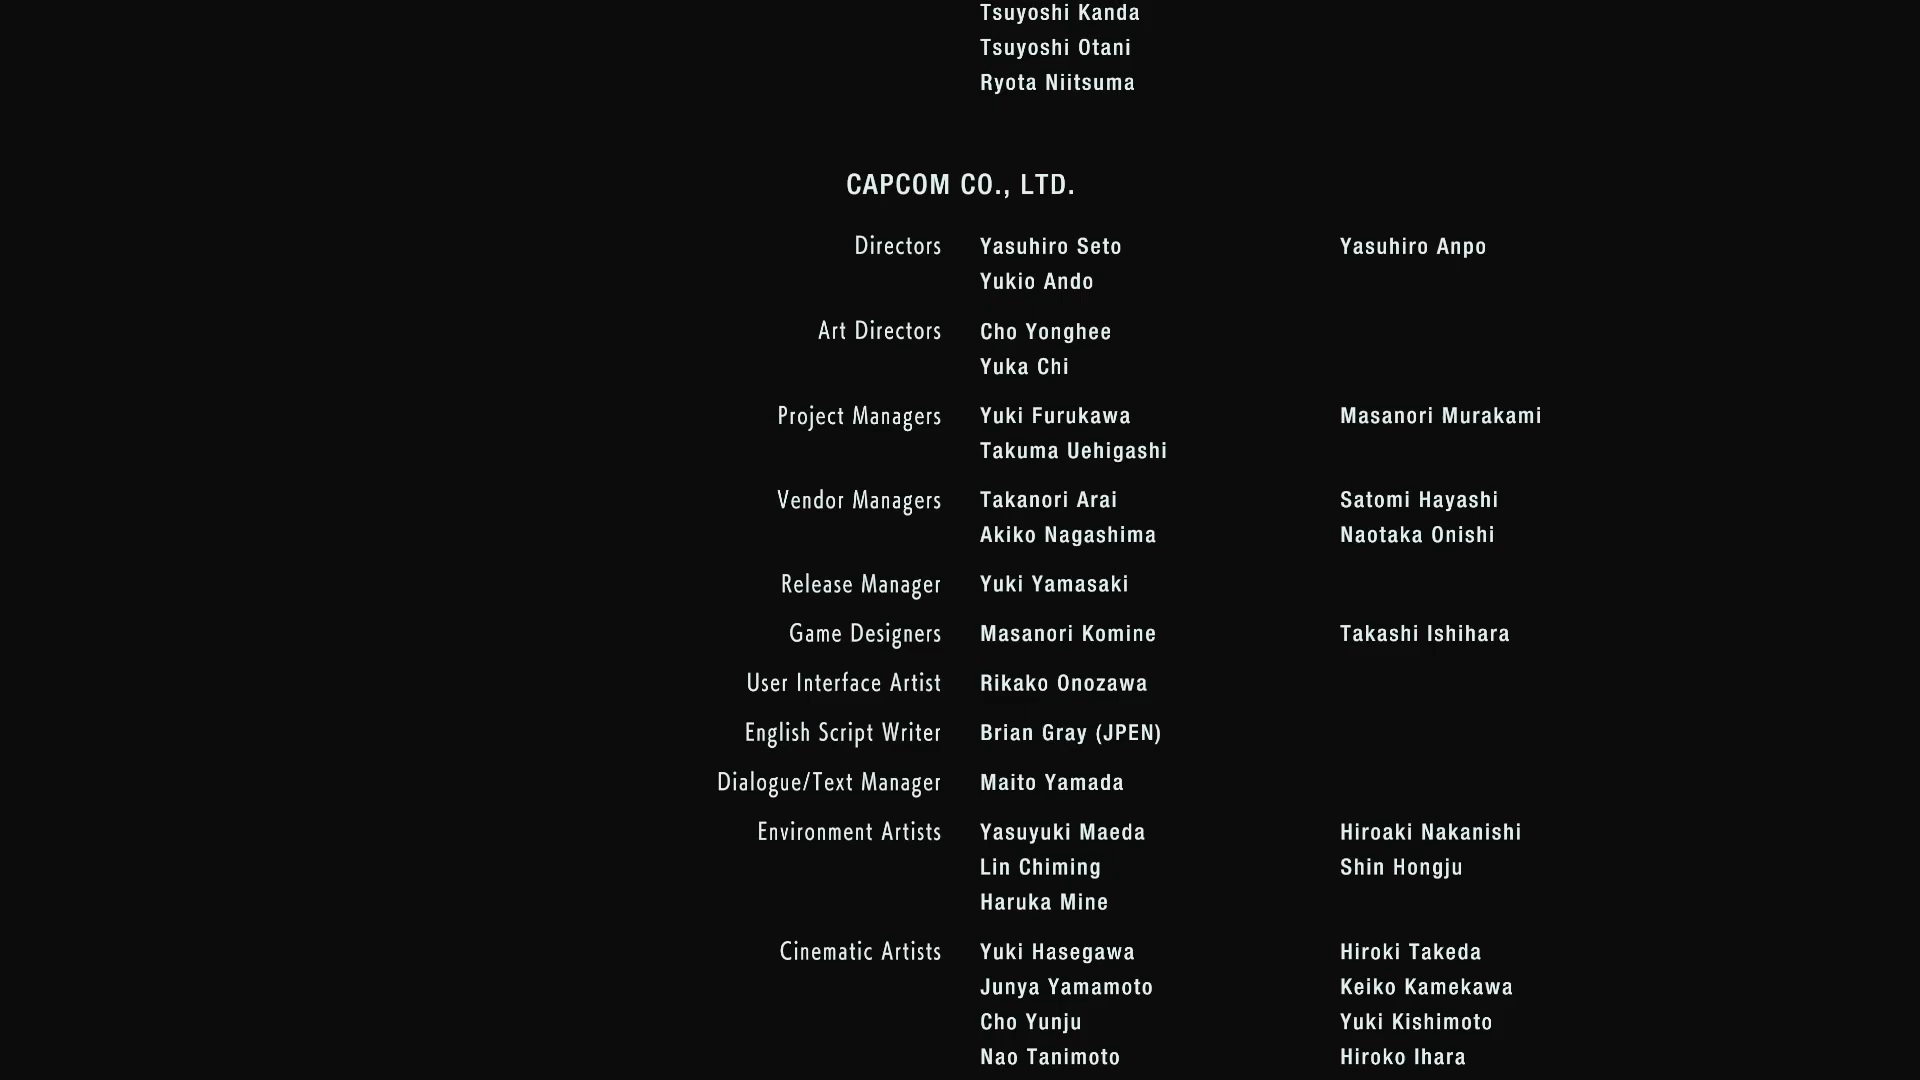 Tsuyoshi Kanda
Tsuyoshi Otani
Ryota Niitsuma
CAPCOM CO., LTD.
Directors Yasuhiro Seto Yasuhiro Anpo
Yukio Ando
Art Directors Cho Yonghee
Yuka Chi
Project Managers Yuki Furukawa Masanori Murakami
Takuma Uehigashi
Vendor Managers Takanori Arai Satomi Hayashi
Akiko Nagashima Naotaka Onishi
Release Manager Yuki Yamasaki
Game Designers Masanori Komine Takashi Ishihara
User Interface Artist Rikako Onozawa
English Script Writer Brian Gray (JPEN)
Dialogue/Text Manager Maito Yamada
Environment Artists Yasuyuki Maeda Hiroaki Nakanishi
Lin Chiming Shin Hongju
Haruka Mine
Cinematic Artists Yuki Hasegawa Hiroki Takeda
Junya Yamamoto Keiko Kamekawa
Cho Yunju Yuki Kishimoto
Nao Tanimoto Hiroko Ihara